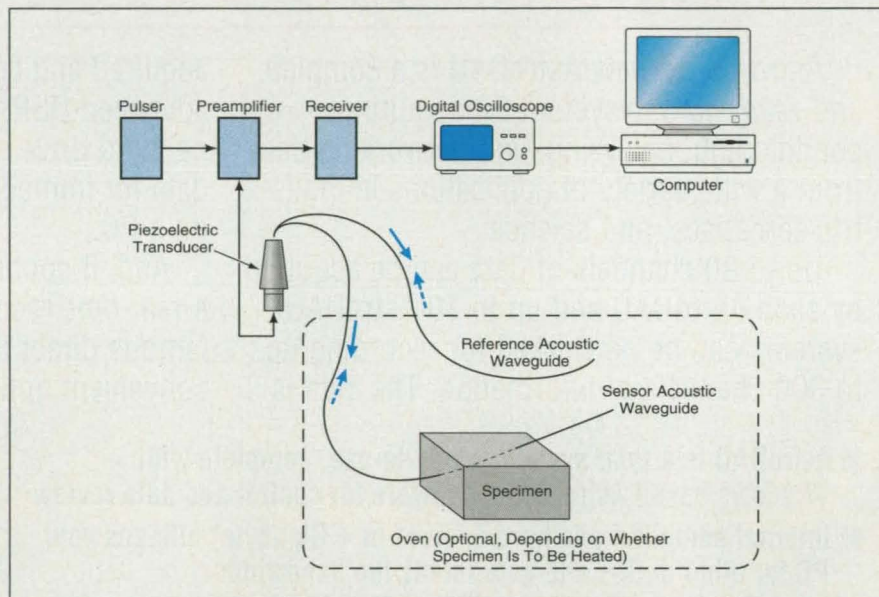 Pulser
Preamplifier
Receiver
Digital Oscilloscope
Computer
Piezoelectric
Transducer
Reference Acoustic
Waveguide
Sensor Acoustic
Waveguide
Specimen
Oven (Optional, Depending on Whether
Specimen Is To Be Heated)